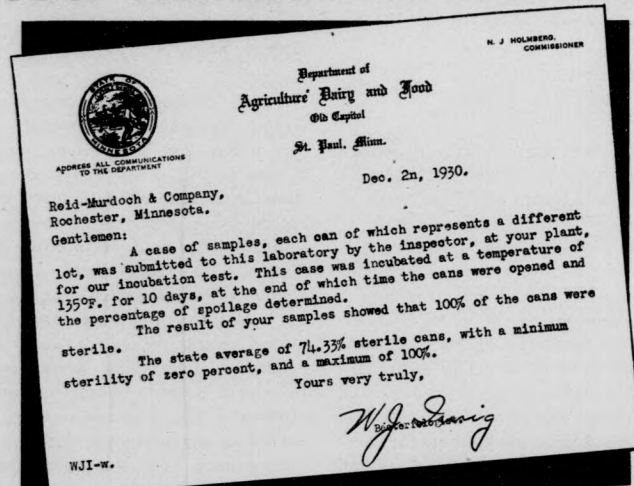 N. J HOLMBERG,
COMMISSIONER
STATE OF
MINNESOTA
Department of
Agriculture' Dairy and Food
Old Capitol
St. Paul. Minn.
ADDRESS ALL COMMUNICATIONS
TO THE DEPARTMENT
Dec. 2n, 1930.
Reid-Murdoch & Company,
Rochester, Minnesota.
Gentlemen:
A case of samples, each can of which represents a different
lot, was submitted to this laboratory by the inspector, at your plant,
for our incubation test. This case was incubated at a temperature of
135°F. for 10 days, at the end of which time the cans were opened and
the percentage of spoilage determined.
The result of your samples showed that 100% of the cans were
sterile.
The state average of 74.33% sterile cans, with a minimum
sterility of zero percent, and a maximum of 100%.
Yours very truly,
W J
WJI-w.